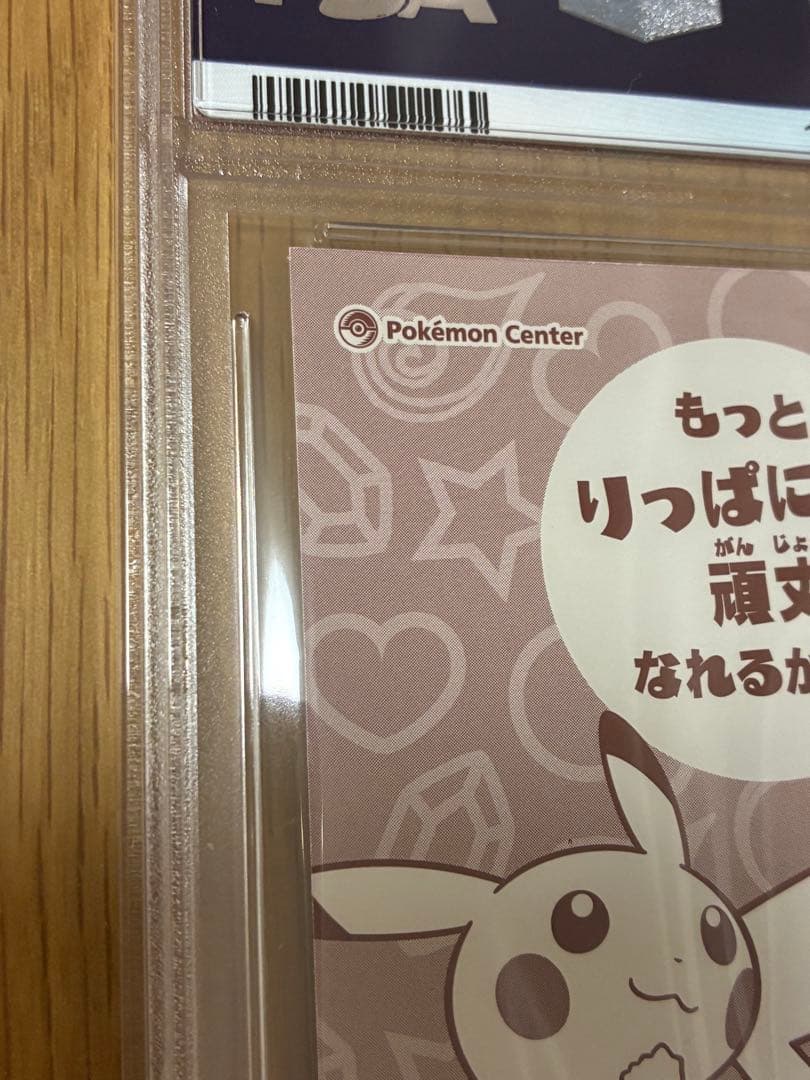 PSA
Pokémon Center
もっと
りっぱに
がん じょ
頑丈
なれるか